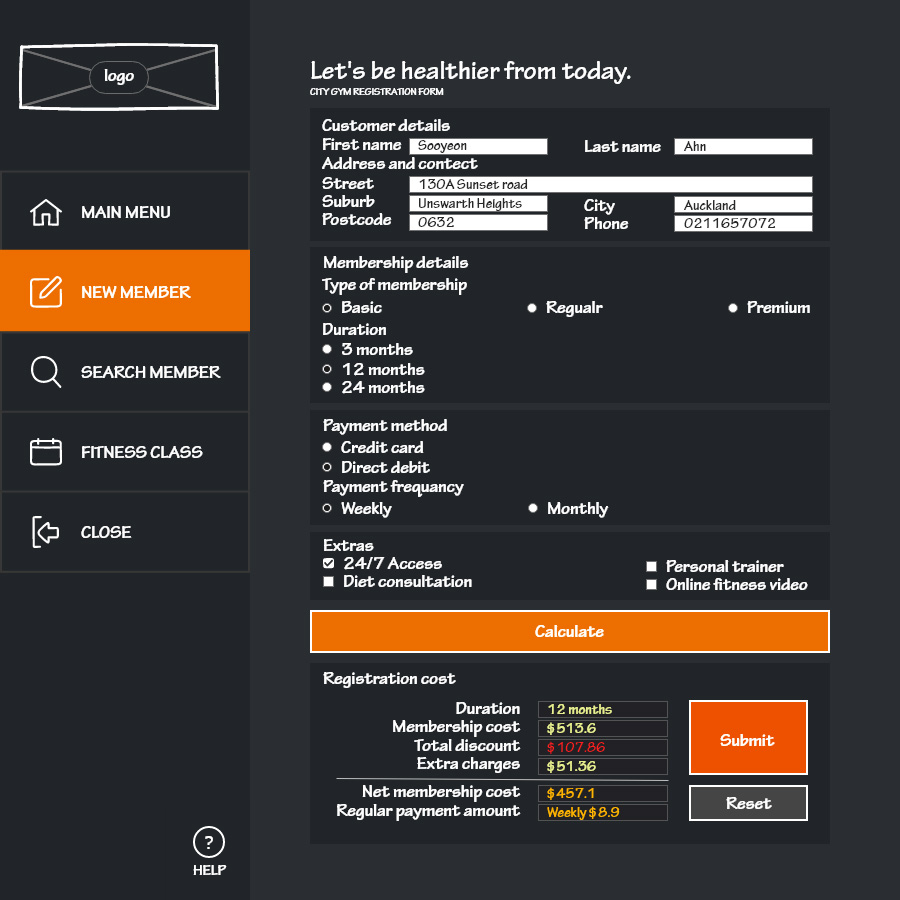 logo
MAIN MENU
NEW MEMBER
SEARCH MEMBER
FITNESS CLASS
CLOSE
?
HELP
Let's be healthier from today.
CITY GYM REGISTRATION FORM
Customer details
First name Sooyeon Last name Ahn
Address and contect
Street 130A Sunset road
Suburb Unswarth Heights City Auckland
Postcode 0632 Phone 0211657072
Membership details
Type of membership
Basic Regualr Premium
Duration
3 months
12 months
24 months
Payment method
Credit card
Direct debit
Payment frequancy
Weekly Monthly
Extras
24/7 Access Personal trainer
Diet consultation Online fitness video
Calculate
Registration cost
Duration 12 months
Membership cost $513.6
Total discount $107.86
Extra charges $51.36
Net membership cost $457.1
Regular payment amount Weekly $8.9
Submit
Reset